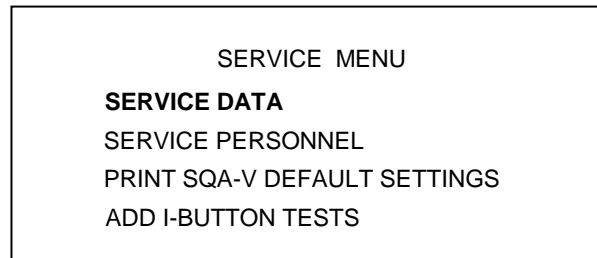 SERVICE MENU
SERVICE DATA
SERVICE PERSONNEL
PRINT SQA-V DEFAULT SETTINGS
ADD I-BUTTON TESTS